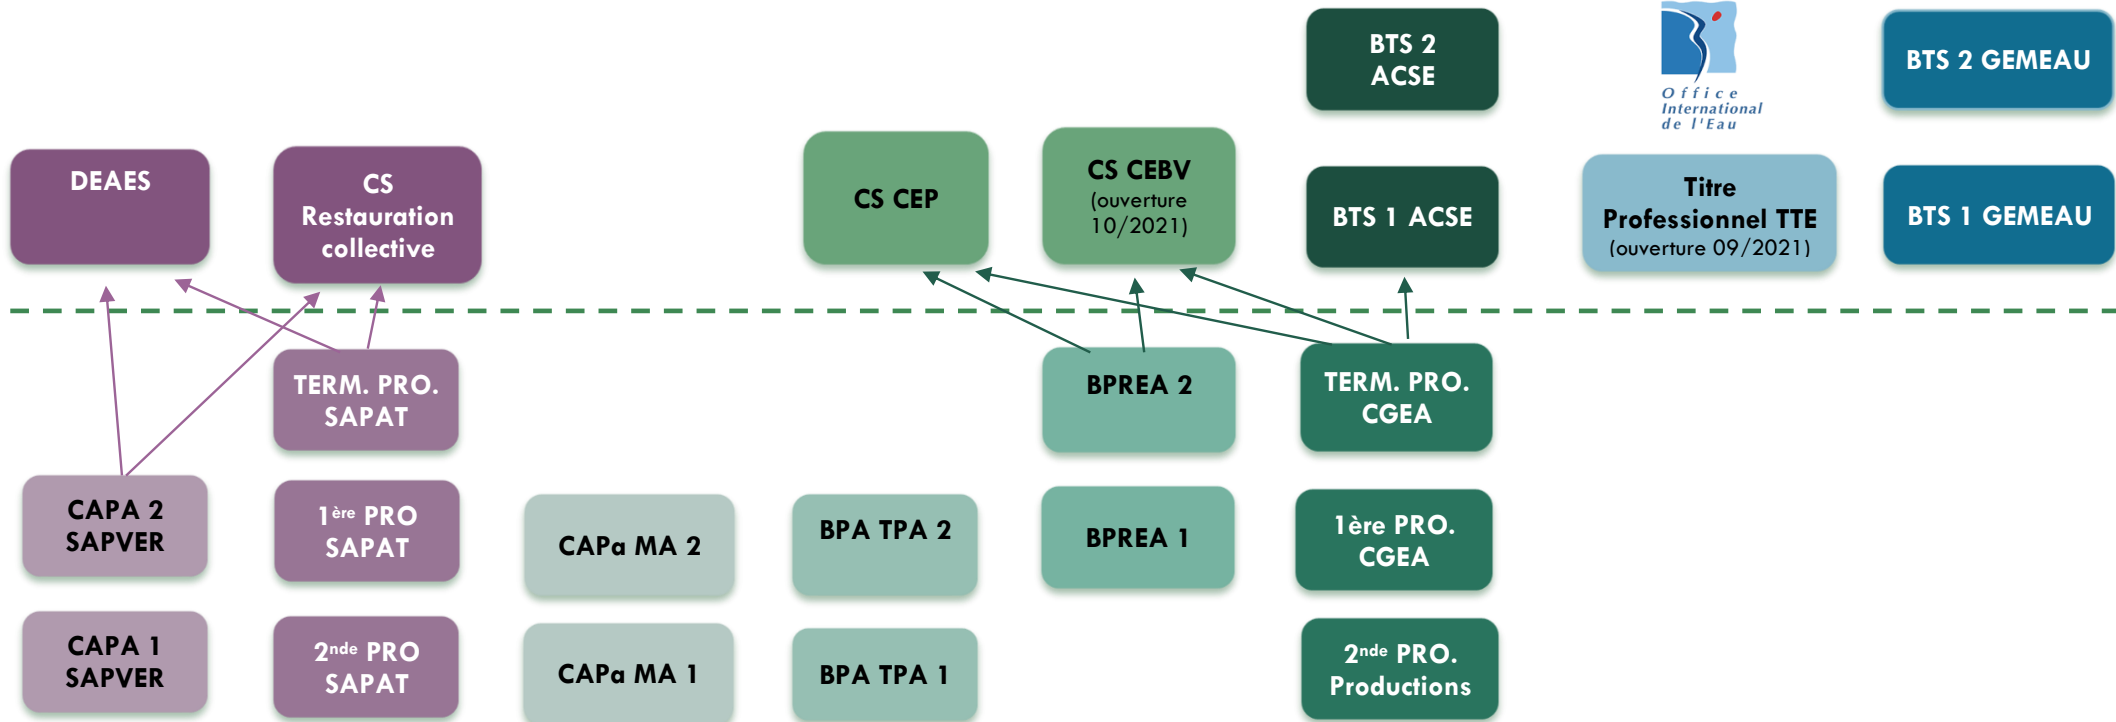 BTS 2
ACSE
Office
International
de l'Eau
BTS 2 GEMEAU
DEAES
CS
Restauration
collective
CS CEP
CS CEBV
(ouverture
10/2021)
BTS 1 ACSE
Titre
Professionnel TTE
(ouverture 09/2021)
BTS 1 GEMEAU
TERM. PRO.
SAPAT
BPREA 2
TERM. PRO.
CGEA
CAPA 2
SAPVER
1ère PRO
SAPAT
CAPa MA 2
BPA TPA 2
BPREA 1
1ère PRO.
CGEA
CAPA 1
SAPVER
2nde PRO
SAPAT
CAPa MA 1
BPA TPA 1
2nde PRO.
Productions